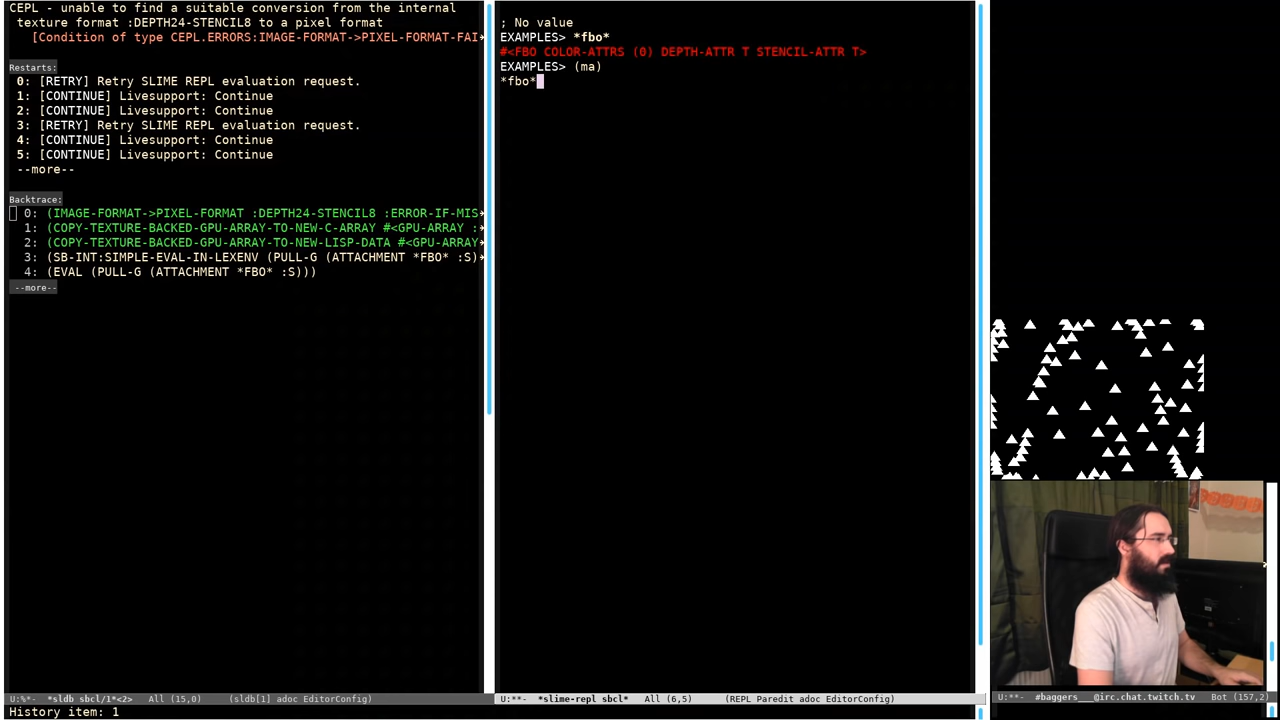 CEPL - unable to find a suitable conversion from the internal
texture format :DEPTH24-STENCIL8 to a pixel format
[Condition of type CEPL.ERRORS:IMAGE-FORMAT->PIXEL-FORMAT-FAI
Restarts:
0: [RETRY] Retry SLIME REPL evaluation request.
1: [CONTINUE] Livesupport: Continue
2: [CONTINUE] Livesupport: Continue
3: [RETRY] Retry SLIME REPL evaluation request.
4: [CONTINUE] Livesupport: Continue
5: [CONTINUE] Livesupport: Continue
--more--
Backtrace:
0: (IMAGE-FORMAT->PIXEL-FORMAT :DEPTH24-STENCIL8 :ERROR-IF-MIS
1: (COPY-TEXTURE-BACKED-GPU-ARRAY-TO-NEW-C-ARRAY #<GPU-ARRAY :
2: (COPY-TEXTURE-BACKED-GPU-ARRAY-TO-NEW-LISP-DATA #<GPU-ARRAY
3: (SB-INT:SIMPLE-EVAL-IN-LEXENV (PULL-G (ATTACHMENT *FBO* :S)
4: (EVAL (PULL-G (ATTACHMENT *FBO* :S)))
--more--
U:%*- *sldb sbcl/1*<2> All (15,0) (sldb[1] adoc EditorConfig)
History item: 1
; No value
EXAMPLES> *fbo*
#<FBO COLOR-ATTRS (0) DEPTH-ATTR T STENCIL-ATTR T>
EXAMPLES> (ma)
*fbo*
U:**- *slime-repl sbcl* All (6,5) (REPL Paredit adoc EditorConfig)
U:**- #baggers___@irc.chat.twitch.tv Bot (157,2)